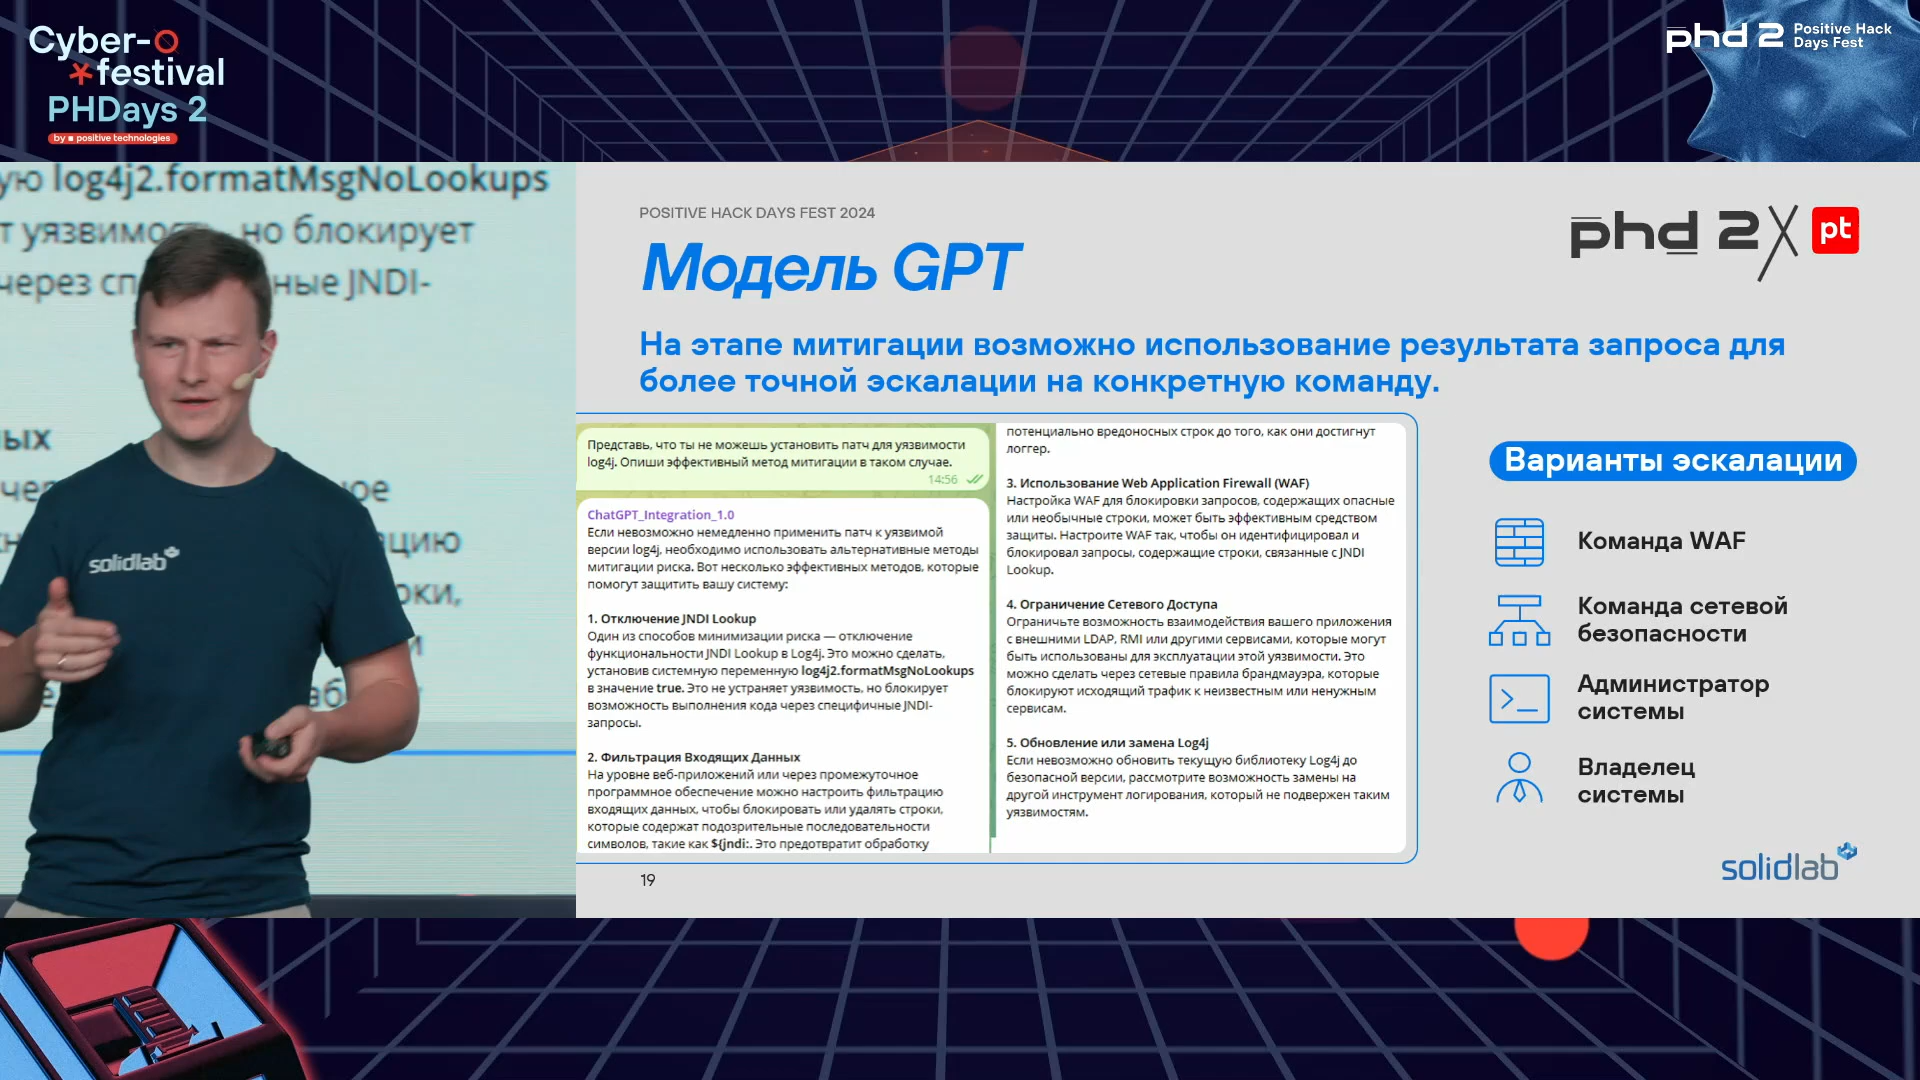 Cyber-
festival
PHDays 2
by positive technologies
phd 2 Positive Hack
Days Fest
ую log4j2.formatMsgNoLookups
т уязвимос но блокирует
через сп ные JNDI-
ых
чер ное
ацию
оки,
и
POSITIVE HACK DAYS FEST 2024
phd 2 pt
Модель GPT
На этапе митигации возможно использование результата запроса для
более точной эскалации на конкретную команду.
Представь, что ты не можешь установить патч для уязвимости
log4j. Опиши эффективный метод митигации в таком случае.
14:56
ChatGPT_Integration_1.0
Если невозможно немедленно применить патч к уязвимой
версии log4j, необходимо использовать альтернативные методы
митигации риска. Вот несколько эффективных методов, которые
помогут защитить вашу систему:
1. Отключение JNDI Lookup
Один из способов минимизации риска — отключение
функциональности JNDI Lookup в Log4j. Это можно сделать,
установив системную переменную log4j2.formatMsgNoLookups
в значение true. Это не устраняет уязвимость, но блокирует
возможность выполнения кода через специфичные JNDI-
запросы.
2. Фильтрация Входящих Данных
На уровне веб-приложений или через промежуточное
программное обеспечение можно настроить фильтрацию
входящих данных, чтобы блокировать или удалять строки,
которые содержат подозрительные последовательности
символов, такие как ${jndi:. Это предотвратит обработку
потенциально вредоносных строк до того, как они достигнут
логгер.
3. Использование Web Application Firewall (WAF)
Настройка WAF для блокировки запросов, содержащих опасные
или необычные строки, может быть эффективным средством
защиты. Настройте WAF так, чтобы он идентифицировал и
блокировал запросы, содержащие строки, связанные с JNDI
Lookup.
4. Ограничение Сетевого Доступа
Ограничьте возможность взаимодействия вашего приложения
с внешними LDAP, RMI или другими сервисами, которые могут
быть использованы для эксплуатации этой уязвимости. Это
можно сделать через сетевые правила брандмауэра, которые
блокируют исходящий трафик к неизвестным или ненужным
сервисам.
5. Обновление или замена Log4j
Если невозможно обновить текущую библиотеку Log4j до
безопасной версии, рассмотрите возможность замены на
другой инструмент логирования, который не подвержен таким
уязвимостям.
Варианты эскалации
Команда WAF
Команда сетевой
безопасности
Администратор
системы
Владелец
системы
solidlab
19
solidlab